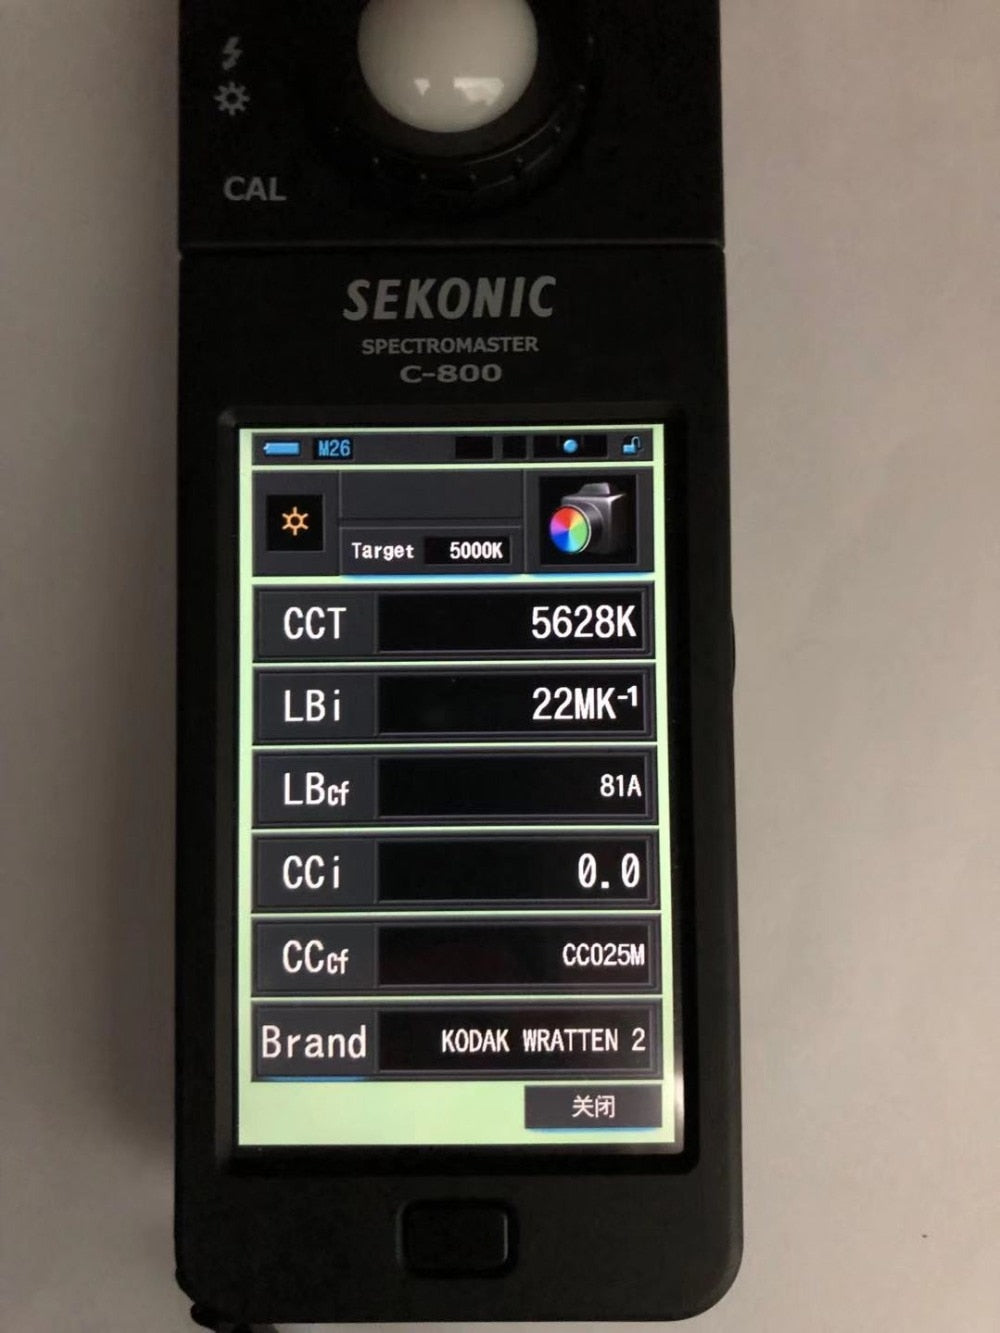 CAL
SEKONIC
SPECTROMASTER
C-800
M26
Target 5000K
CCT 5628K
LBi 22MK⁻¹
LBcf 81A
CCi 0.0
CCcf CC025M
Brand KODAK WRATTEN 2
关闭